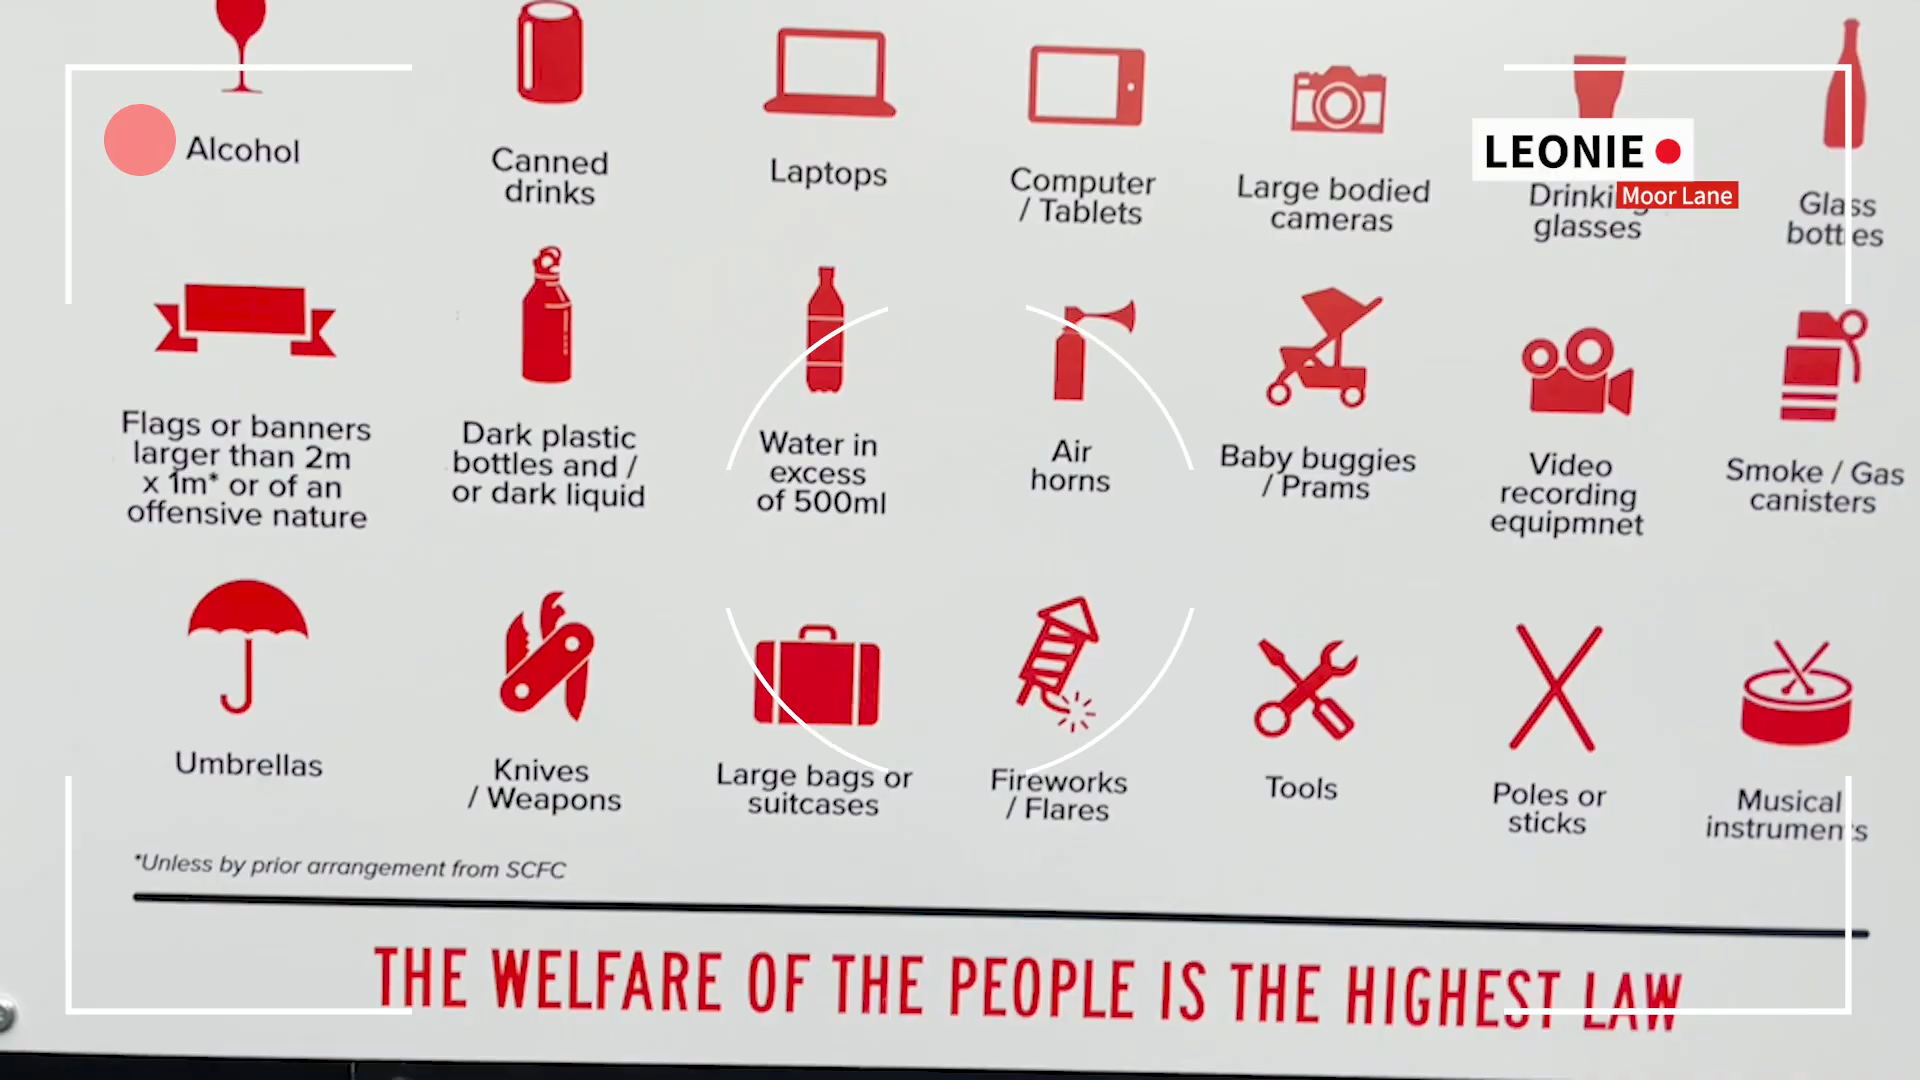 Alcohol
Canned
drinks
Laptops
Computer
/ Tablets
Large bodied
cameras
LEONIE
Moor Lane
glasses
Glass
bottles
Flags or banners
larger than 2m
x 1m* or of an
offensive nature
Dark plastic
bottles and /
or dark liquid
Water in
excess
of 500ml
Air
horns
Baby buggies
/ Prams
Video
recording
equipmnet
Smoke / Gas
canisters
Umbrellas
Knives
/ Weapons
Large bags or
suitcases
Fireworks
/ Flares
Tools
Poles or
sticks
Musical
instruments
*Unless by prior arrangement from SCFC
THE WELFARE OF THE PEOPLE IS THE HIGHEST LAW